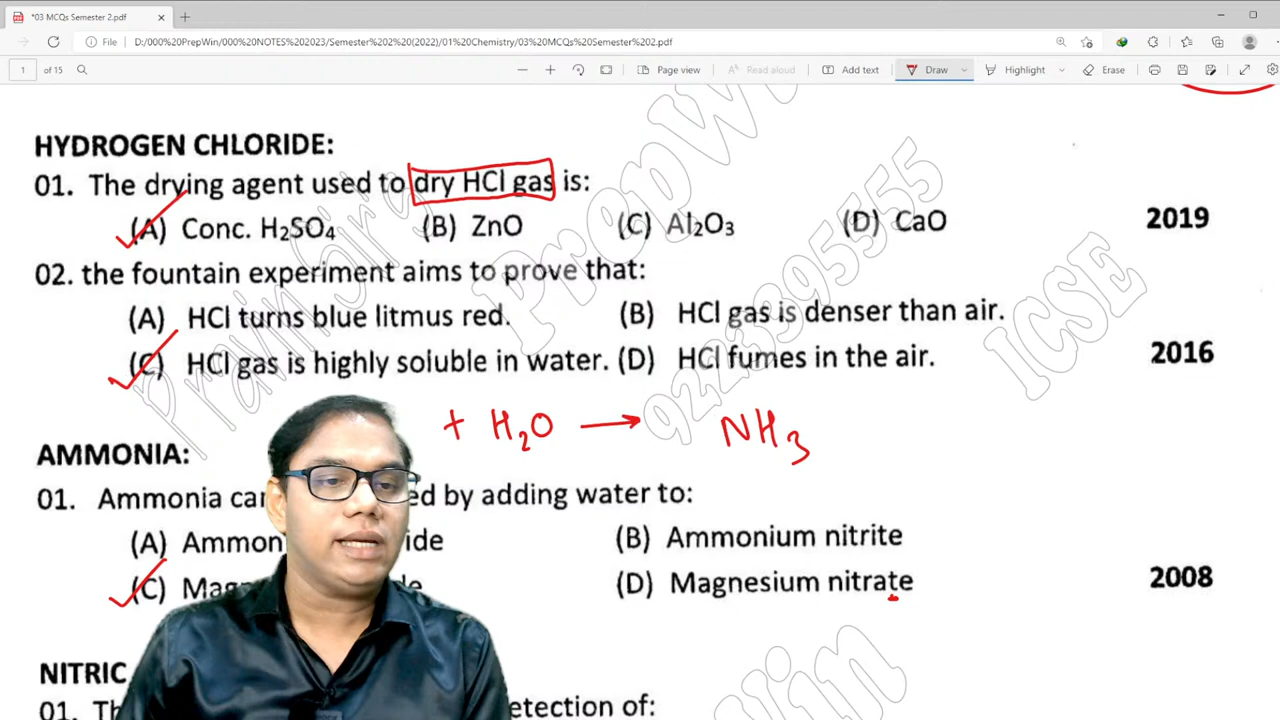 *03 MCQs Semester 2.pdf
File D:/000%20PrepWin/000%20NOTES%202023/Semester%202%20(2022)/01%20Chemistry/03%20MCQs%20Semester%202.pdf
1 of 15 Page view Read aloud Add text Draw Highlight Erase
HYDROGEN CHLORIDE:
01. The drying agent used to dry HCl gas is:
(A) Conc. H₂SO₄ (B) ZnO (C) Al₂O₃ (D) CaO 2019
02. the fountain experiment aims to prove that:
(A) HCl turns blue litmus red. (B) HCl gas is denser than air.
(C) HCl gas is highly soluble in water. (D) HCl fumes in the air. 2016
+ H₂O → NH₃
AMMONIA:
01. Ammonia ed by adding water to:
(A) ide (B) Ammonium nitrite
(C) (D) Magnesium nitrate 2008
NITRIC
01. etection of:
Pravin Sir
PrepWin
9223395555
ICSE